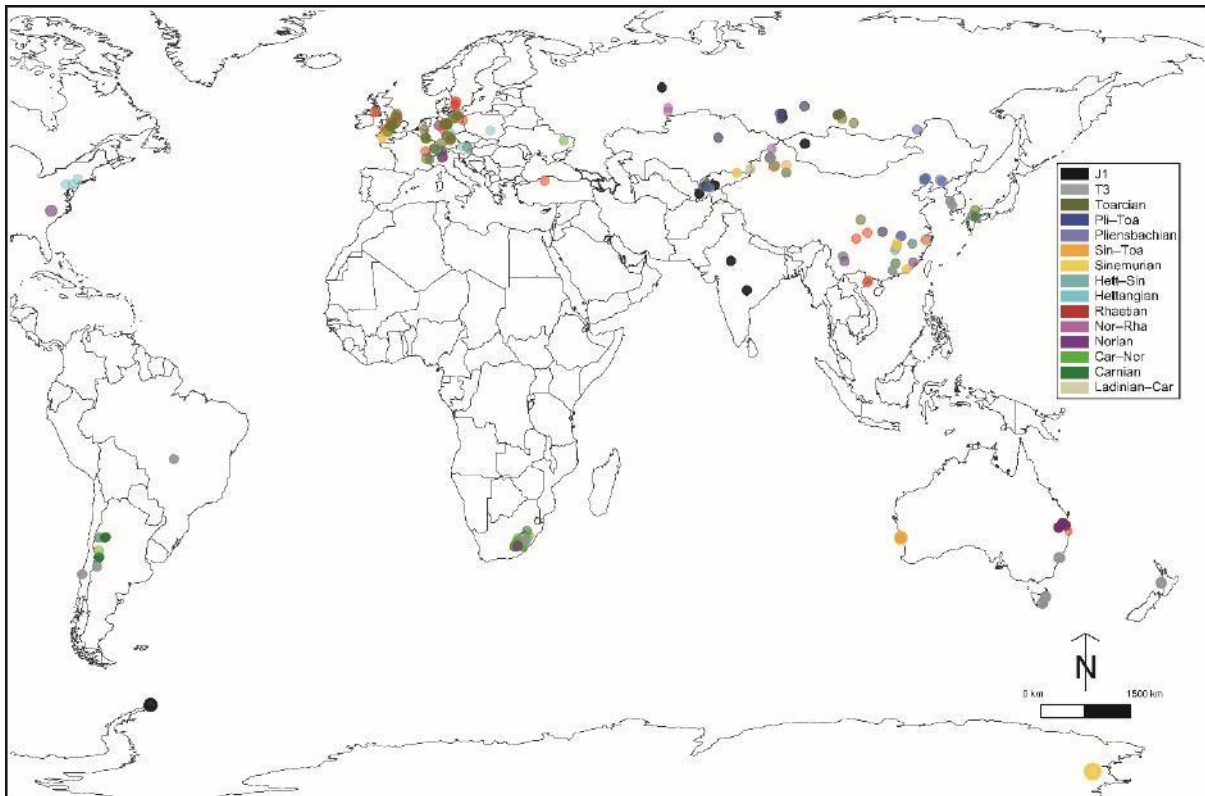 J1
T3
Toarcian
Pli–Toa
Pliensbachian
Sin–Toa
Sinemurian
Hett–Sin
Hettangian
Rhaetian
Nor–Rha
Norian
Car–Nor
Carnian
Ladinian–Car
N
0 km 1500 km